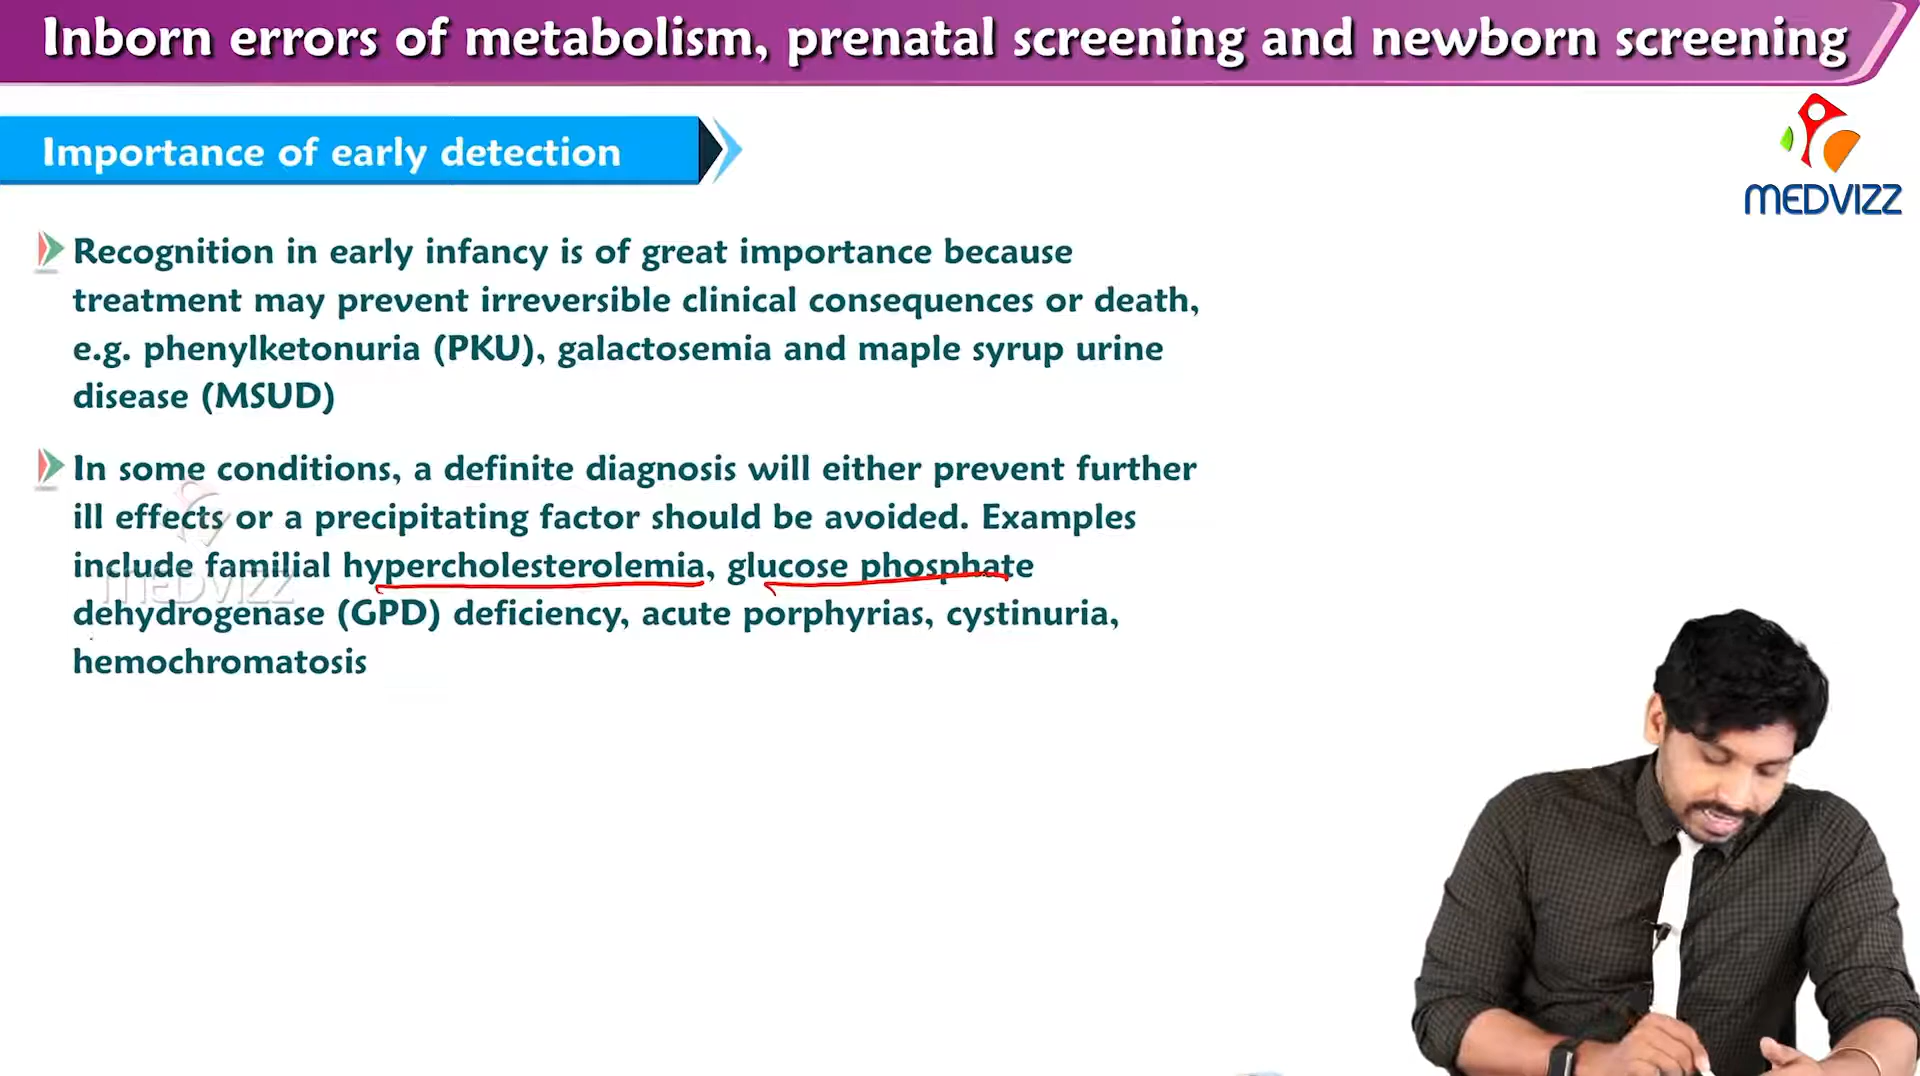 Inborn errors of metabolism, prenatal screening and newborn screening
Importance of early detection
MEDVIZZ
Recognition in early infancy is of great importance because
treatment may prevent irreversible clinical consequences or death,
e.g. phenylketonuria (PKU), galactosemia and maple syrup urine
disease (MSUD)
In some conditions, a definite diagnosis will either prevent further
ill effects or a precipitating factor should be avoided. Examples
include familial hypercholesterolemia, glucose phosphate
dehydrogenase (GPD) deficiency, acute porphyrias, cystinuria,
hemochromatosis
MEDVIZZ